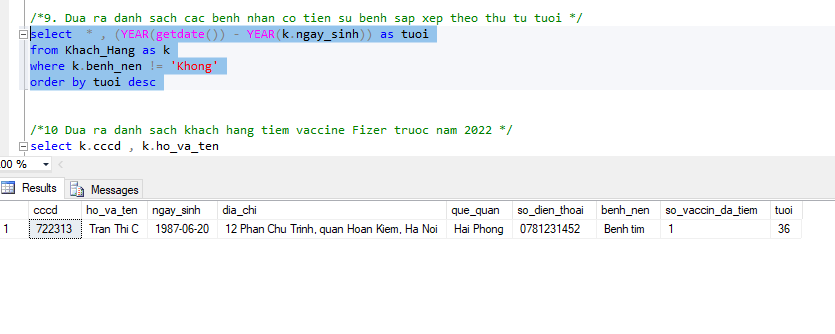 /*9. Dua ra danh sach cac benh nhan co tien su benh sap xep theo thu tu tuoi */
select  * , (YEAR(getdate()) - YEAR(k.ngay_sinh)) as tuoi
from Khach_Hang as k
where k.benh_nen != 'Khong'
order by tuoi desc
/*10 Dua ra danh sach khach hang tiem vaccine Fizer truoc nam 2022 */
select k.cccd , k.ho_va_ten
00 %
Results Messages
cccd ho_va_ten ngay_sinh dia_chi que_quan so_dien_thoai benh_nen so_vaccin_da_tiem tuoi
1 722313 Tran Thi C 1987-06-20 12 Phan Chu Trinh, quan Hoan Kiem, Ha Noi Hai Phong 0781231452 Benh tim 1 36